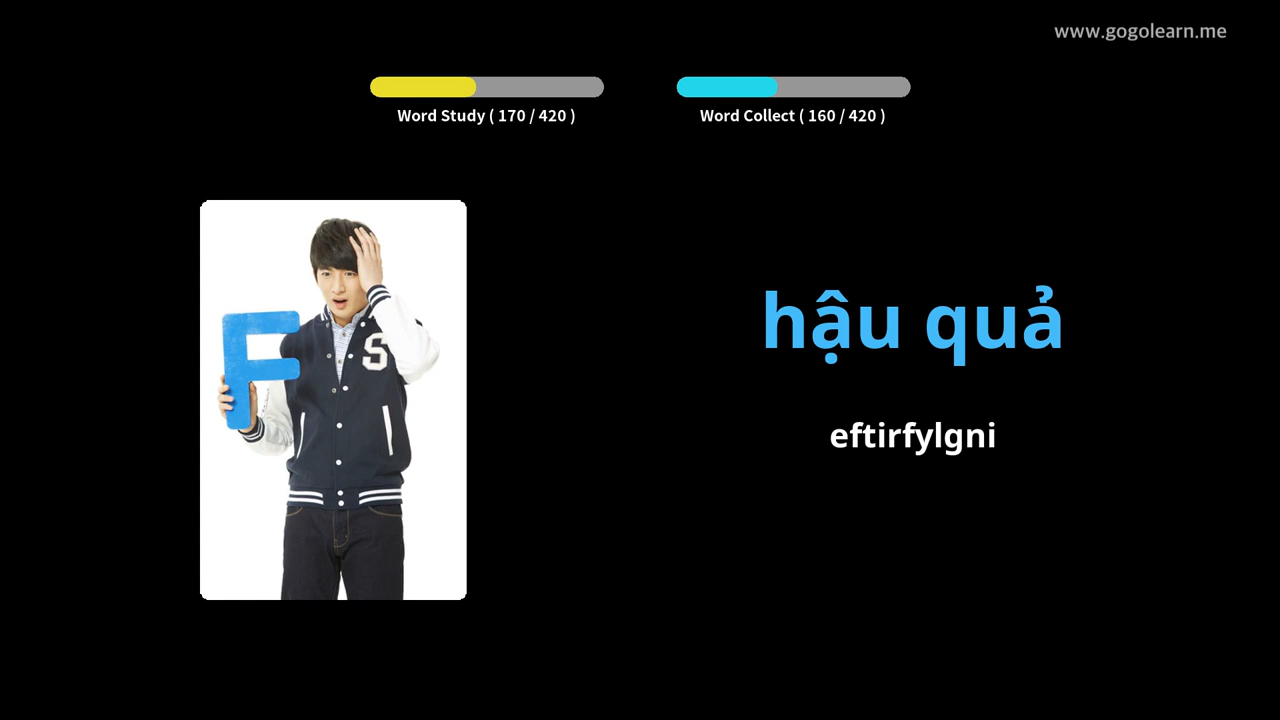 www.gogolearn.me
Word Study ( 170 / 420 )
Word Collect ( 160 / 420 )
F
S
hậu quả
eftirfylgni